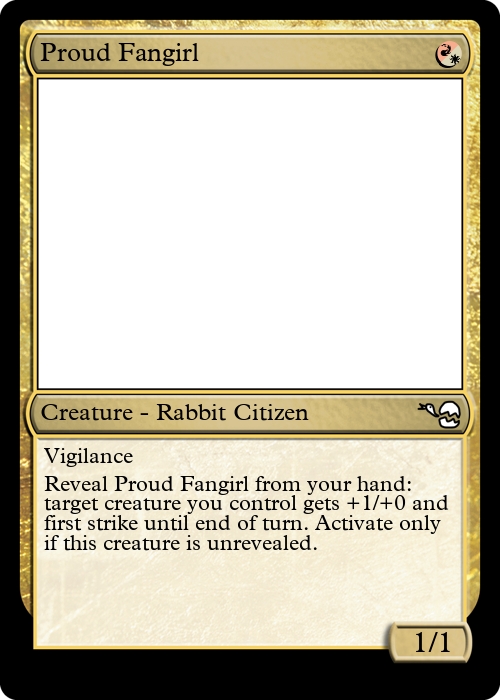 Proud Fangirl
Creature - Rabbit Citizen
Vigilance
Reveal Proud Fangirl from your hand:
target creature you control gets +1/+0 and
first strike until end of turn. Activate only
if this creature is unrevealed.
1/1